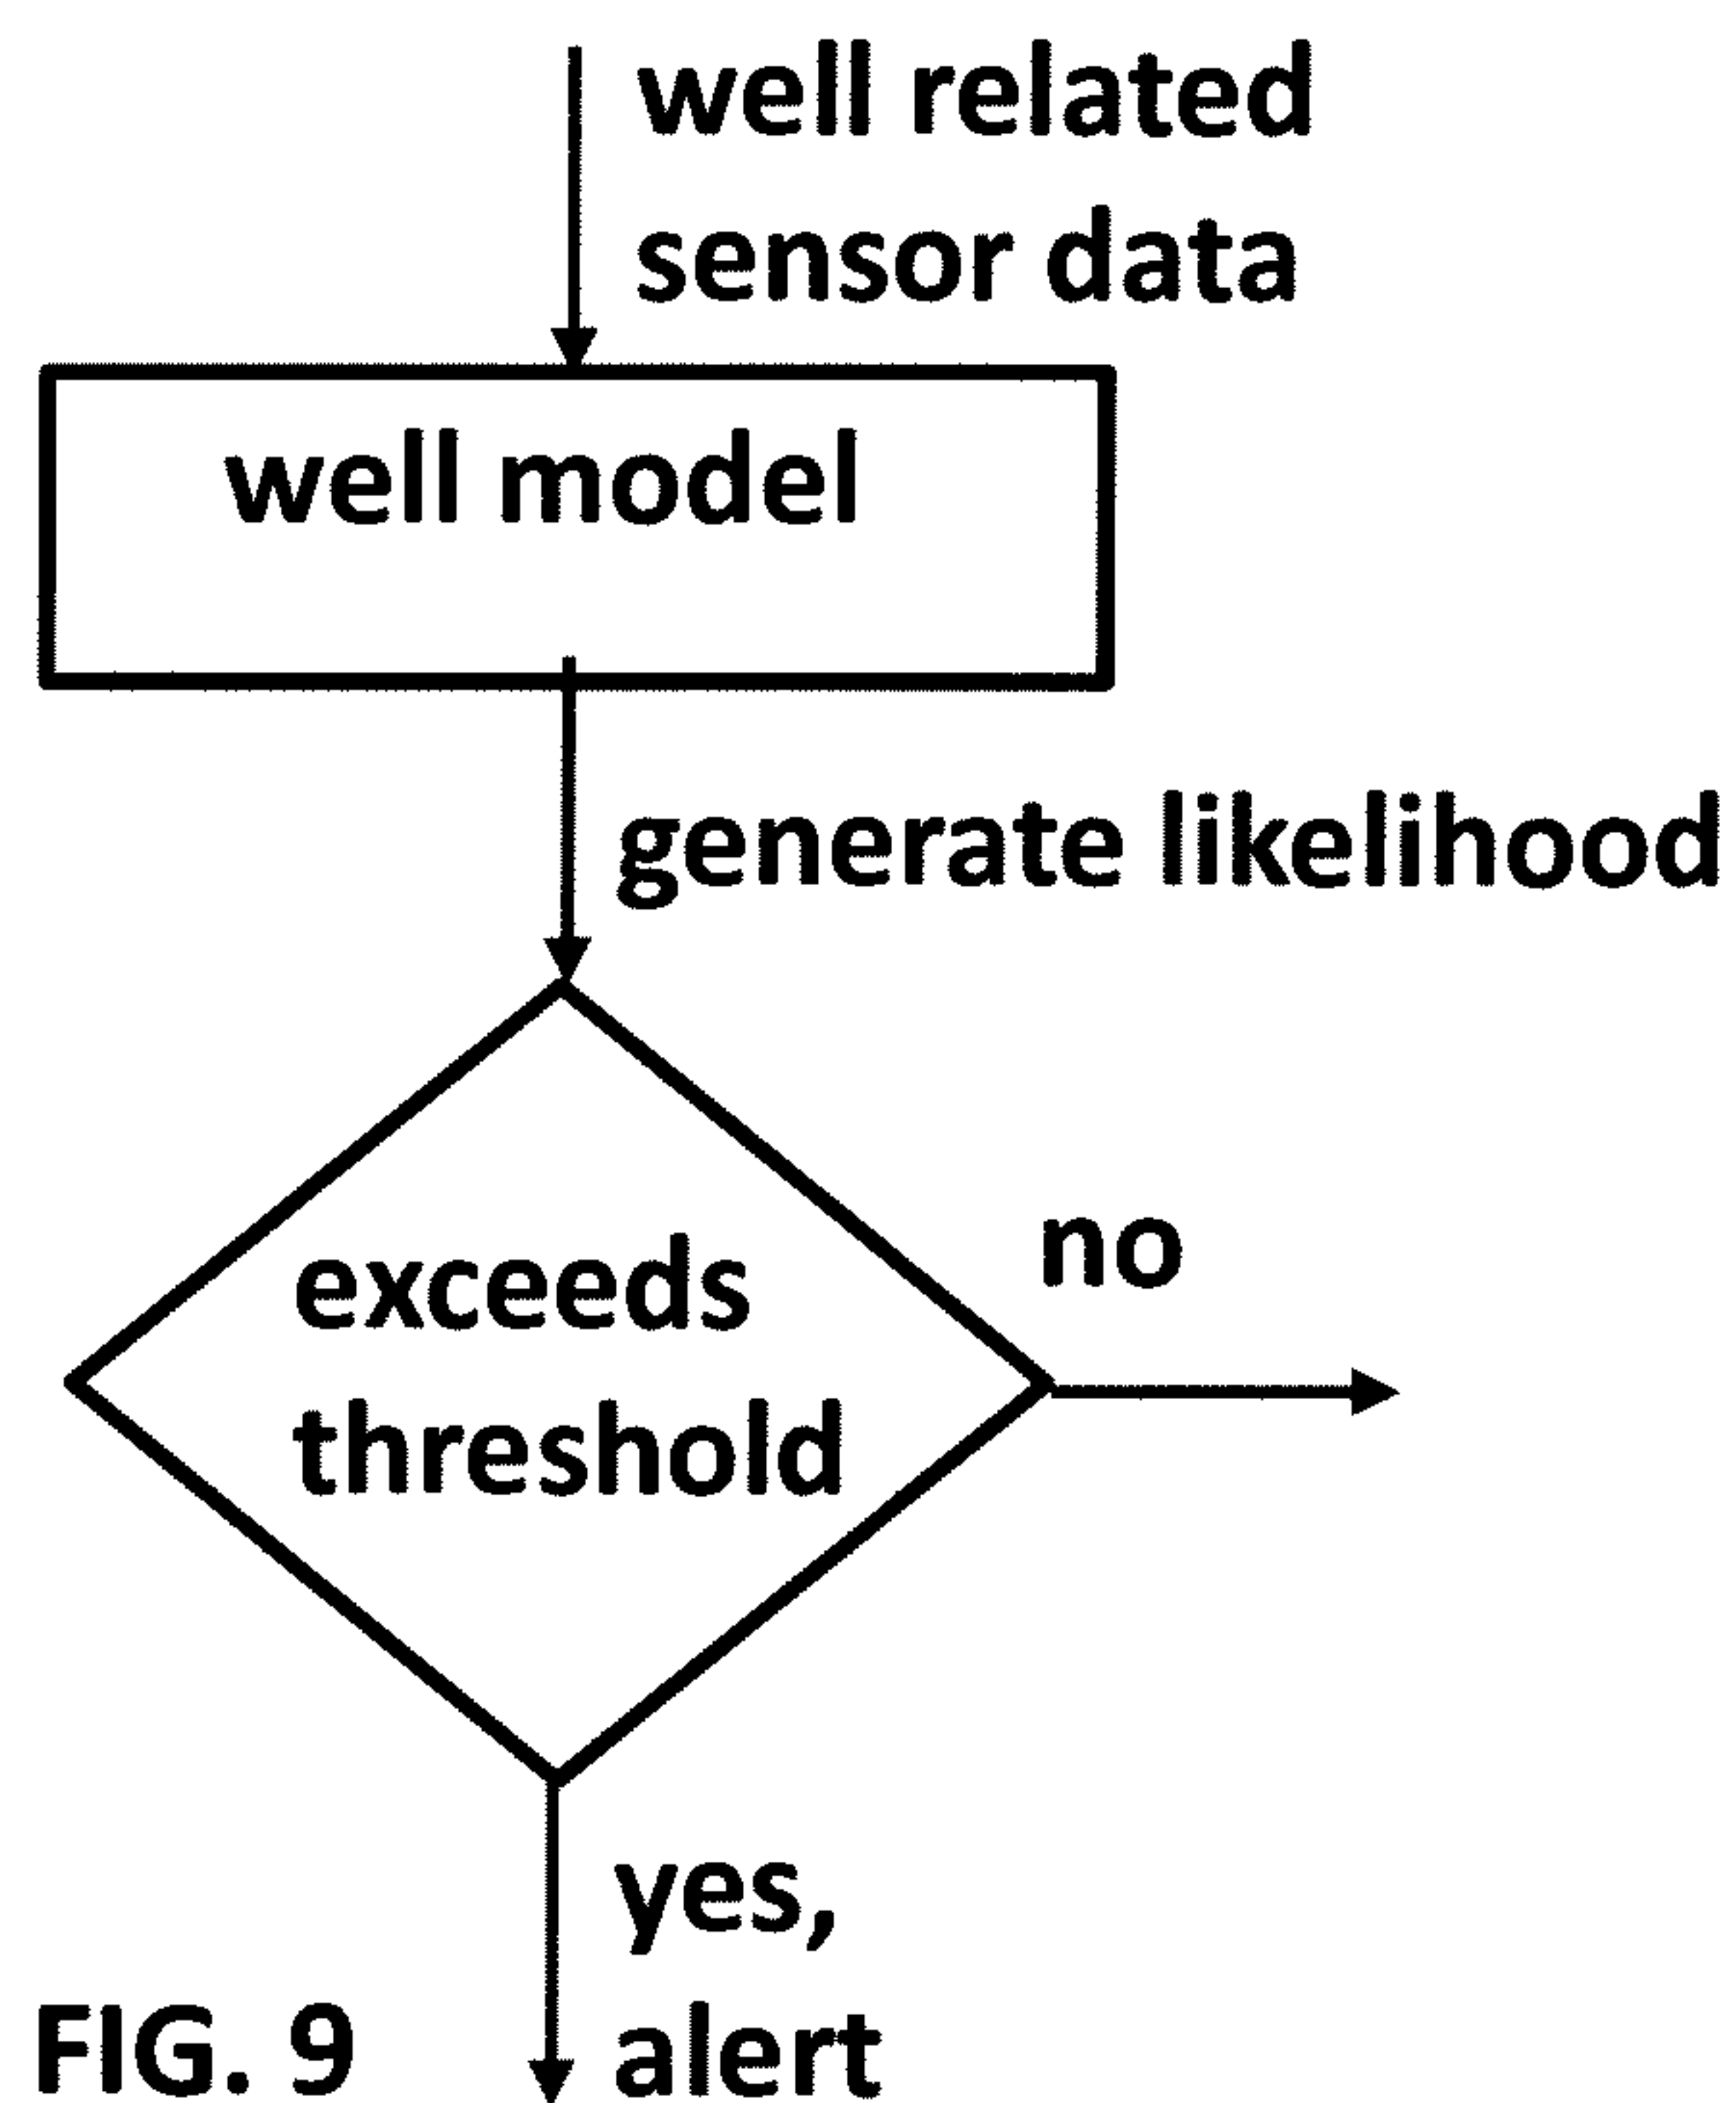 well related
sensor data
well model
generate likelihood
exceeds
threshold
no
yes,
alert
FIG. 9